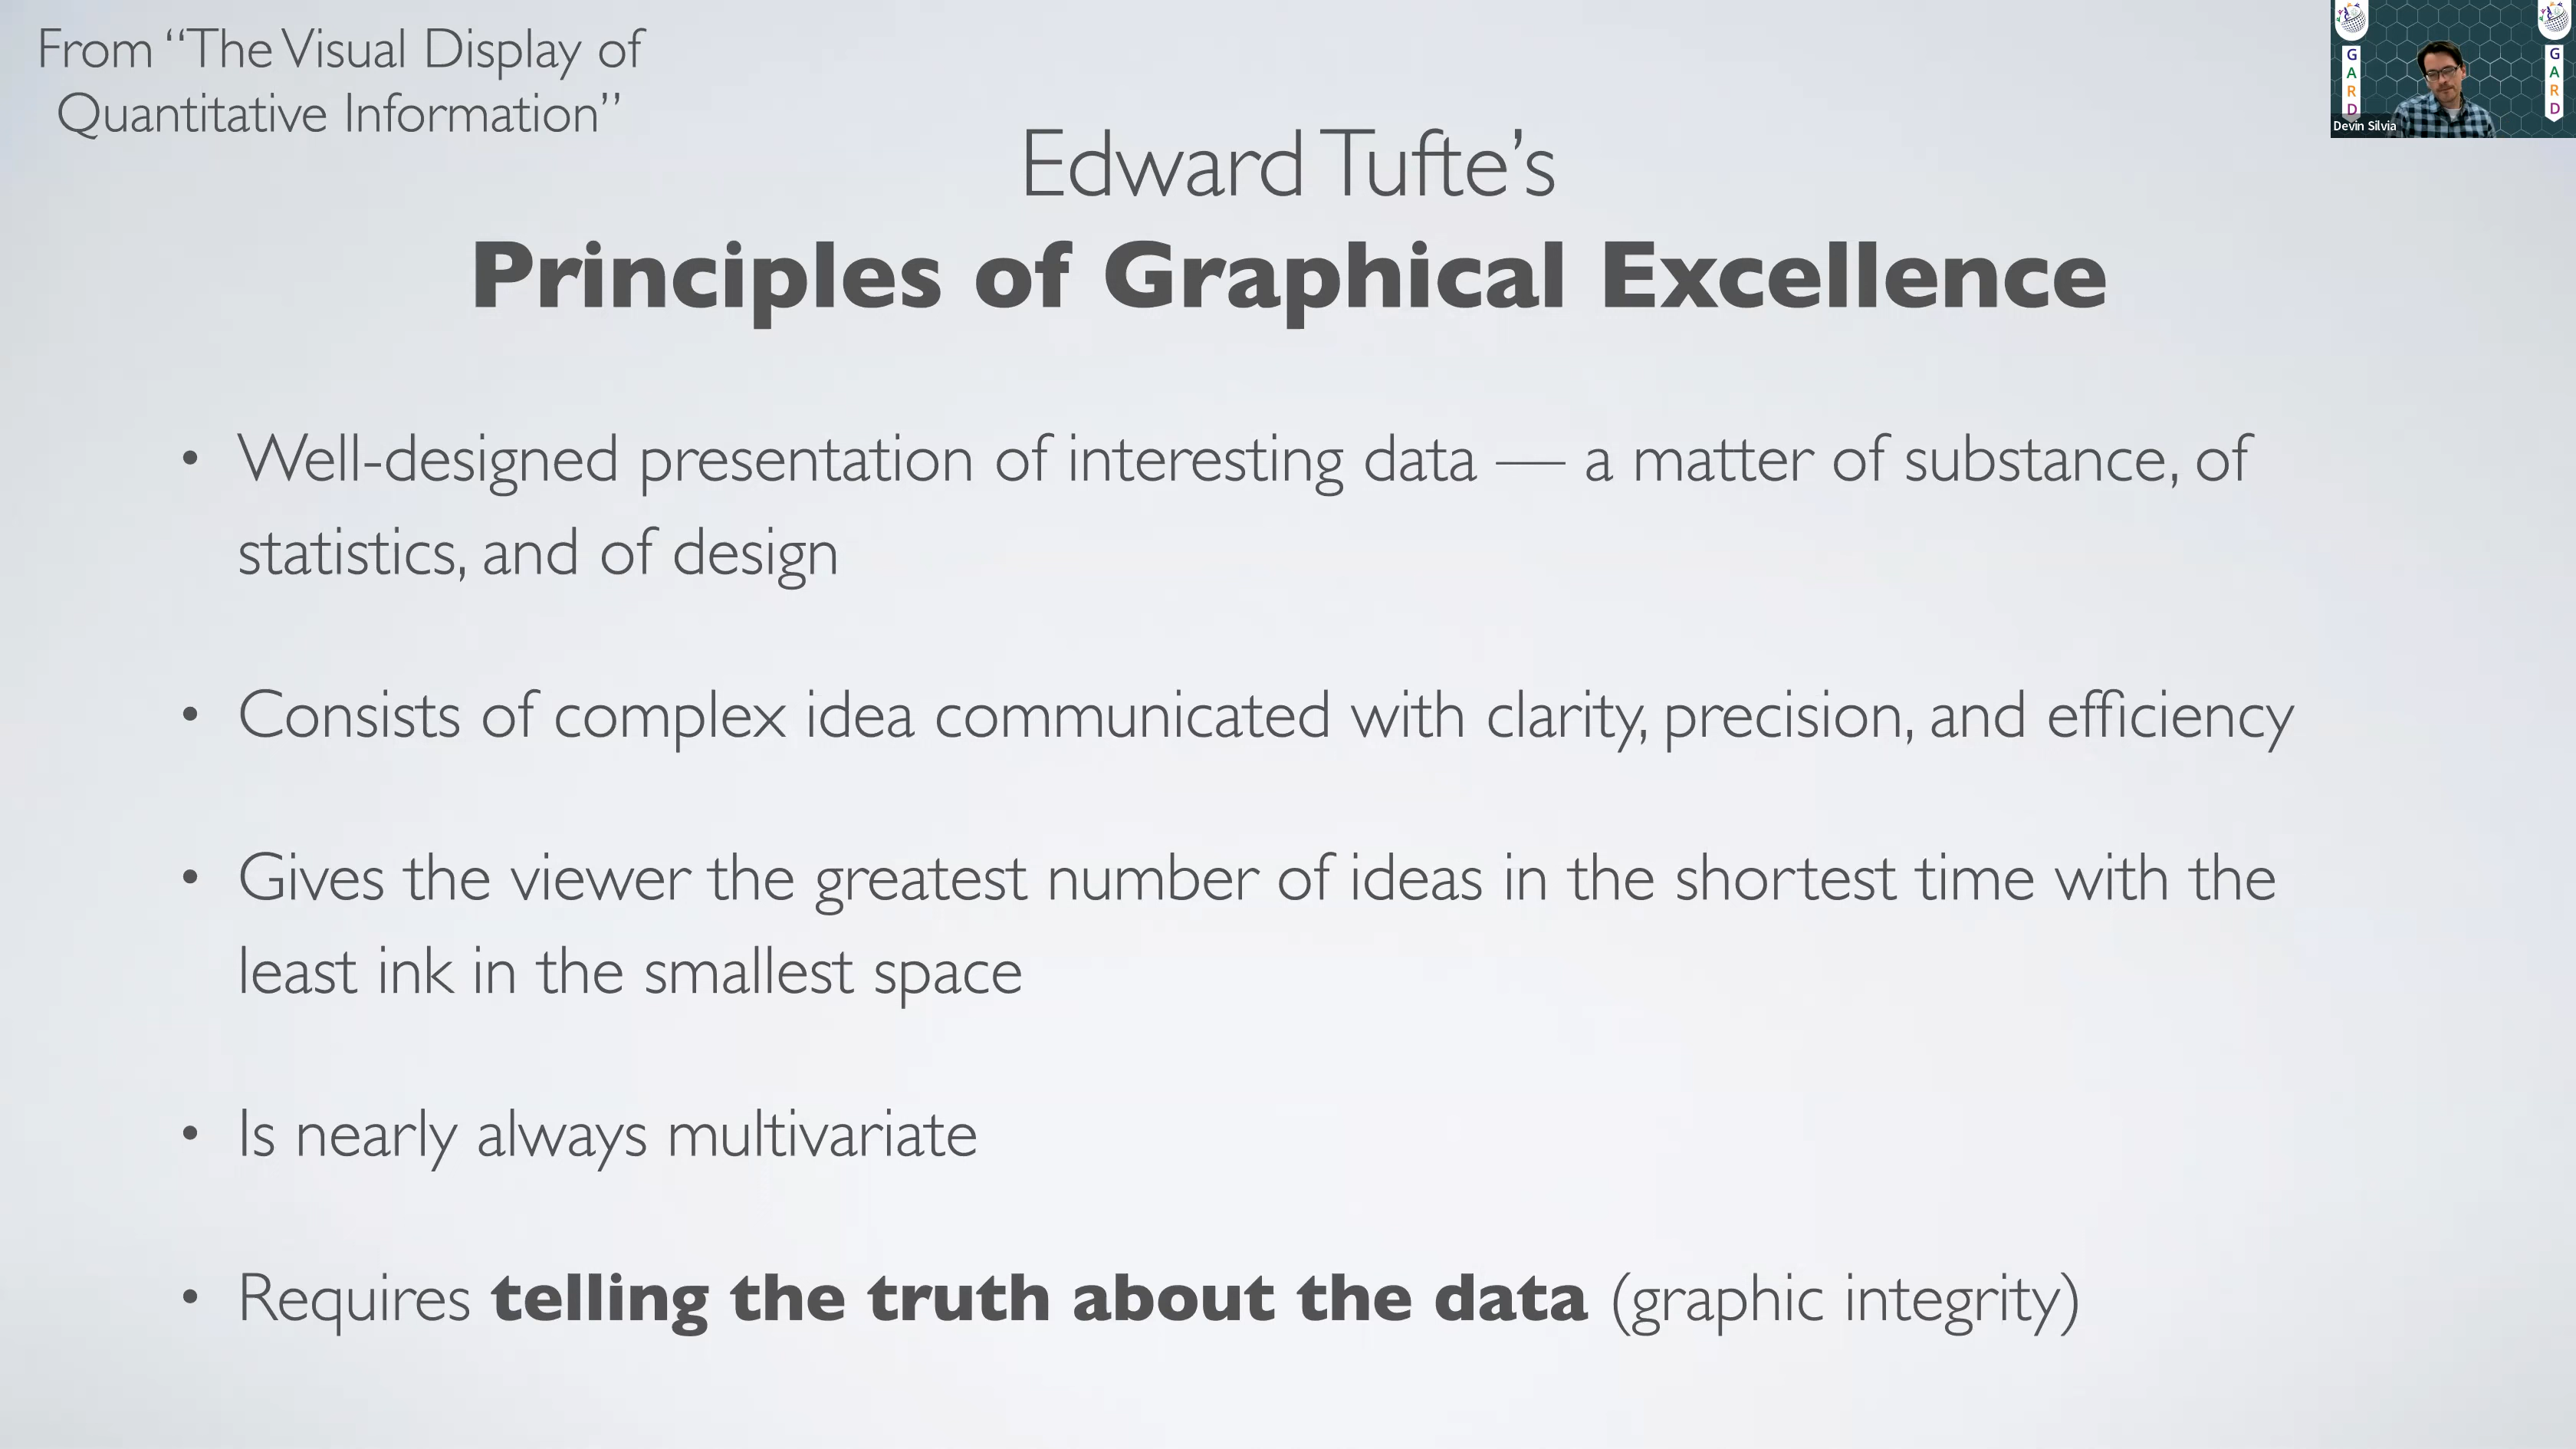 From “The Visual Display of
Quantitative Information”
Edward Tufte’s
Principles of Graphical Excellence
• Well-designed presentation of interesting data — a matter of substance, of
statistics, and of design
• Consists of complex idea communicated with clarity, precision, and efficiency
• Gives the viewer the greatest number of ideas in the shortest time with the
least ink in the smallest space
• Is nearly always multivariate
• Requires telling the truth about the data (graphic integrity)
GARD
GARD
Devin Silvia